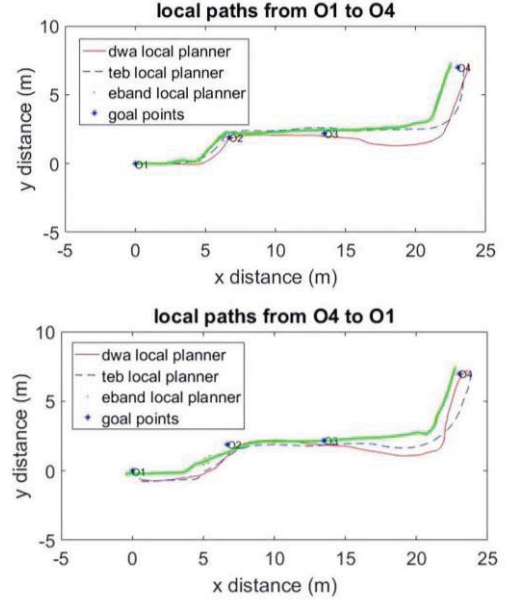 local paths from O1 to O4
dwa local planner
teb local planner
eband local planner
goal points
y distance (m)
10
5
0
-5
O1
O2
O3
O4
-5
0
5
10
15
20
25
x distance (m)
local paths from O4 to O1
dwa local planner
teb local planner
eband local planner
goal points
y distance (m)
10
5
0
-5
O1
O2
O3
O4
-5
0
5
10
15
20
25
x distance (m)